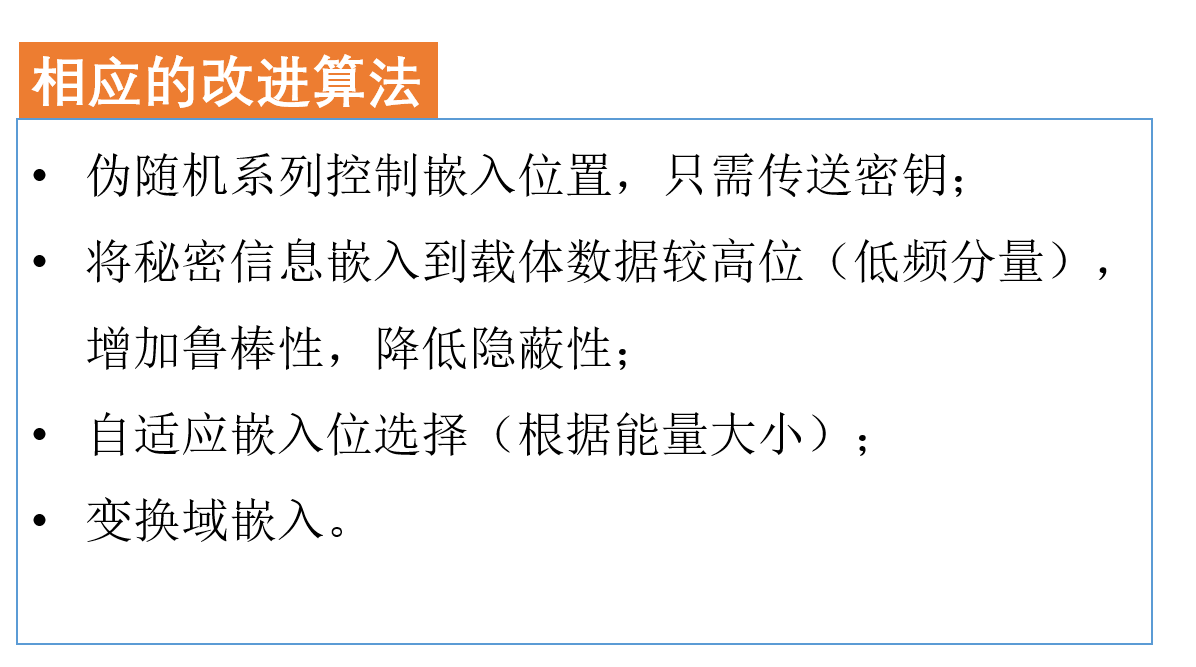 相应的改进算法
• 伪随机系列控制嵌入位置，只需传送密钥；
• 将秘密信息嵌入到载体数据较高位（低频分量），
增加鲁棒性，降低隐蔽性；
• 自适应嵌入位选择（根据能量大小）；
• 变换域嵌入。